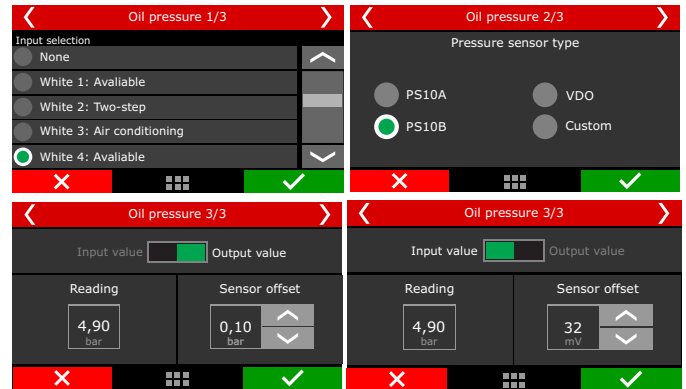 Oil pressure 1/3
Input selection
None
White 1: Avaliable
White 2: Two-step
White 3: Air conditioning
White 4: Avaliable
Oil pressure 2/3
Pressure sensor type
PS10A
VDO
PS10B
Custom
Oil pressure 3/3
Input value
Output value
Reading
Sensor offset
4,90
bar
0,10
bar
Oil pressure 3/3
Input value
Output value
Reading
Sensor offset
4,90
bar
32
mV